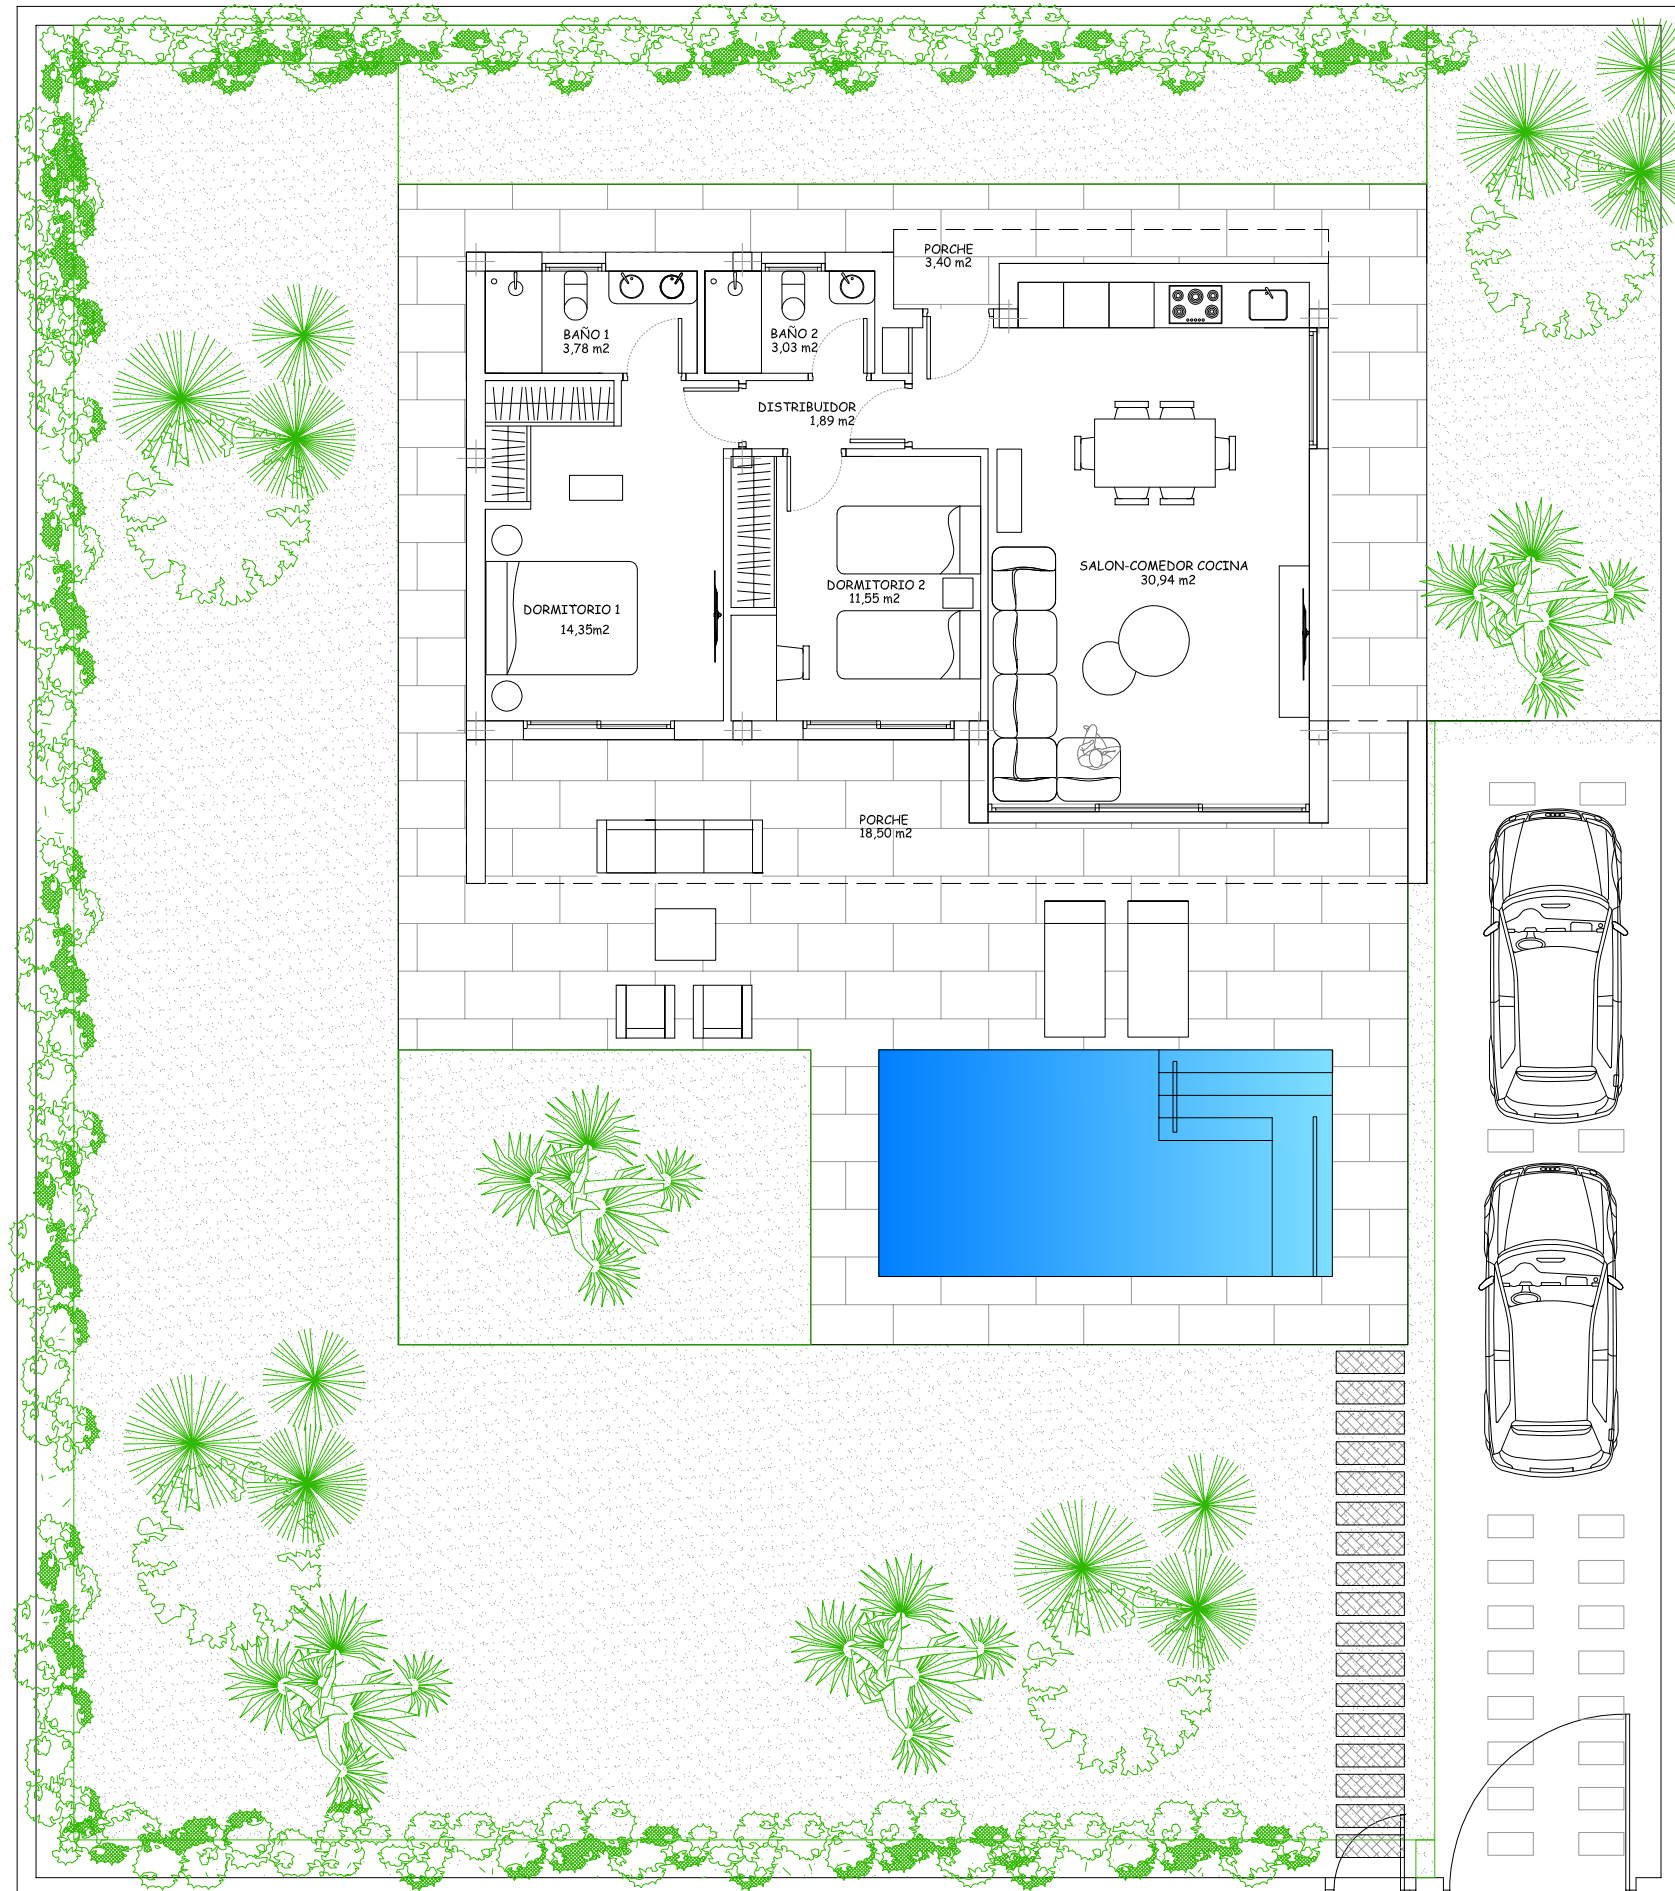 PORCHE
3,40 m2
BAÑO 1
3,78 m2
BAÑO 2
3,03 m2
DISTRIBUIDOR
1,89 m2
SALON-COMEDOR COCINA
30,94 m2
DORMITORIO 2
11,55 m2
DORMITORIO 1
14,35m2
PORCHE
18,50 m2